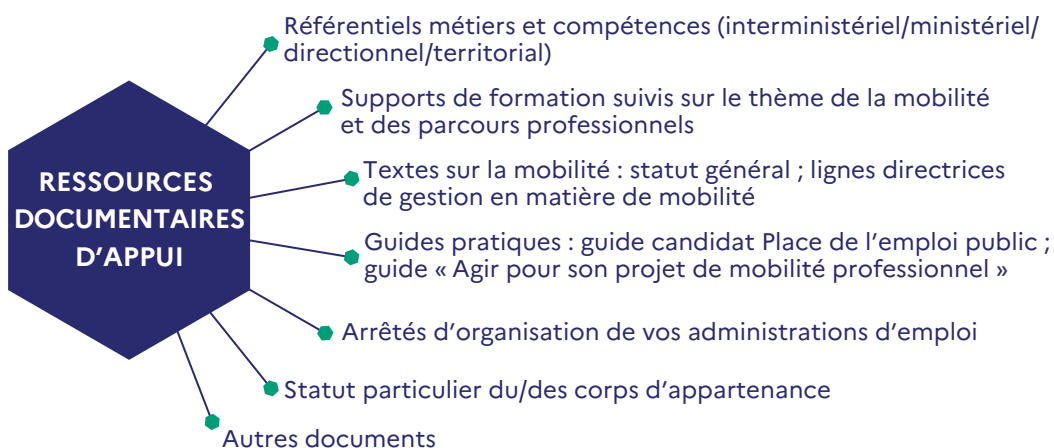 Référentiels métiers et compétences (interministériel/ministériel/
directionnel/territorial)
Supports de formation suivis sur le thème de la mobilité
et des parcours professionnels
RESSOURCES
DOCUMENTAIRES
D’APPUI
Textes sur la mobilité : statut général ; lignes directrices
de gestion en matière de mobilité
Guides pratiques : guide candidat Place de l’emploi public ;
guide « Agir pour son projet de mobilité professionnel »
Arrêtés d’organisation de vos administrations d’emploi
Statut particulier du/des corps d’appartenance
Autres documents